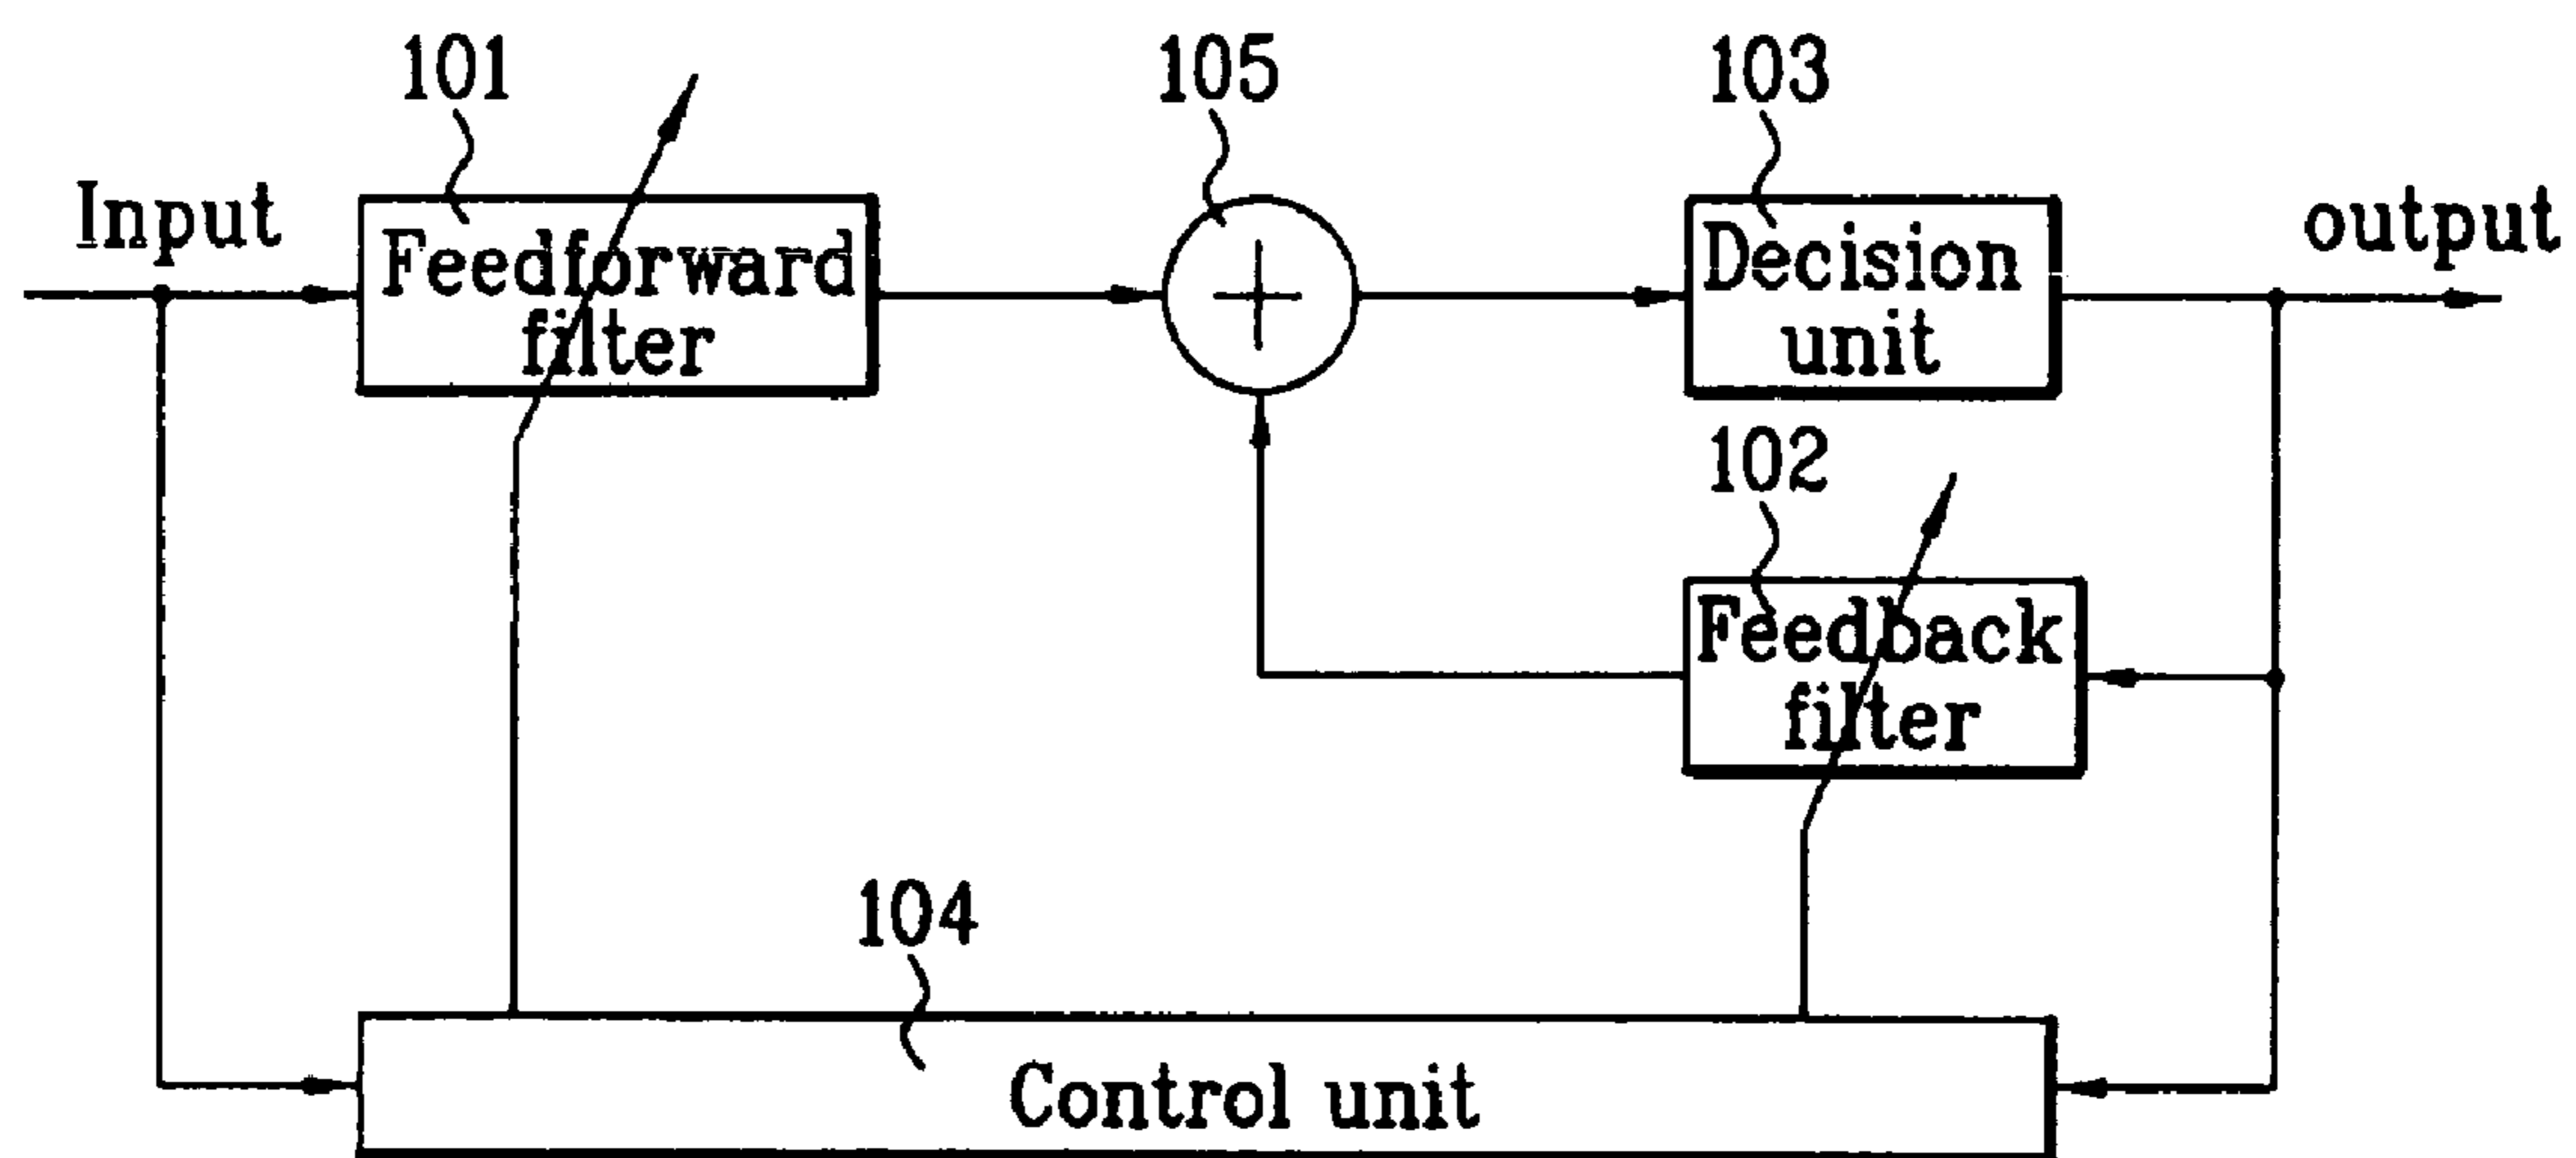 101
105
103
Input
output
Feedforward
filter
Decision
unit
102
Feedback
filter
104
Control unit